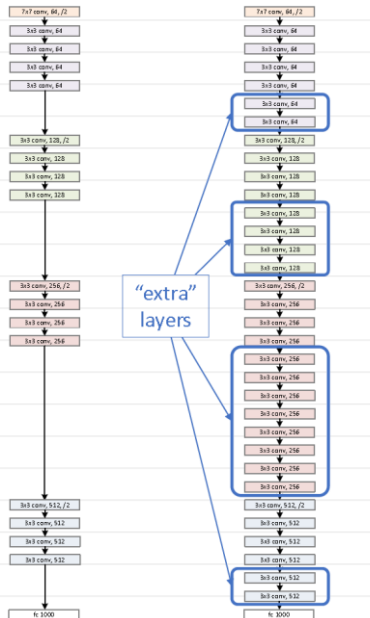 7x7 conv, 64, /2
3x3 conv, 64
3x3 conv, 64
3x3 conv, 64
3x3 conv, 64
3x3 conv, 128, /2
3x3 conv, 128
3x3 conv, 128
3x3 conv, 128
3x3 conv, 256, /2
3x3 conv, 256
3x3 conv, 256
3x3 conv, 256
3x3 conv, 512, /2
3x3 conv, 512
3x3 conv, 512
3x3 conv, 512
fc 1000
“extra”
layers
7x7 conv, 64, /2
3x3 conv, 64
3x3 conv, 64
3x3 conv, 64
3x3 conv, 64
3x3 conv, 64
3x3 conv, 64
3x3 conv, 128, /2
3x3 conv, 128
3x3 conv, 128
3x3 conv, 128
3x3 conv, 128
3x3 conv, 128
3x3 conv, 128
3x3 conv, 128
3x3 conv, 256, /2
3x3 conv, 256
3x3 conv, 256
3x3 conv, 256
3x3 conv, 256
3x3 conv, 256
3x3 conv, 256
3x3 conv, 256
3x3 conv, 256
3x3 conv, 256
3x3 conv, 256
3x3 conv, 256
3x3 conv, 512, /2
3x3 conv, 512
3x3 conv, 512
3x3 conv, 512
3x3 conv, 512
3x3 conv, 512
fc 1000